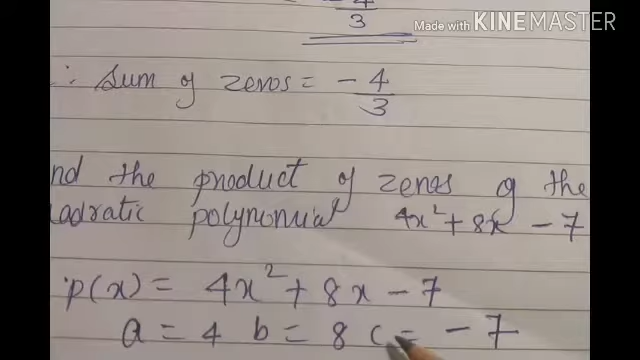 -4/3
Made with KINEMASTER
∴ Sum of zeros = -4/3
nd the product of zeros of the
adratic polynomial 4x² + 8x - 7
p(x) = 4x² + 8x - 7
a = 4 b = 8 c = -7